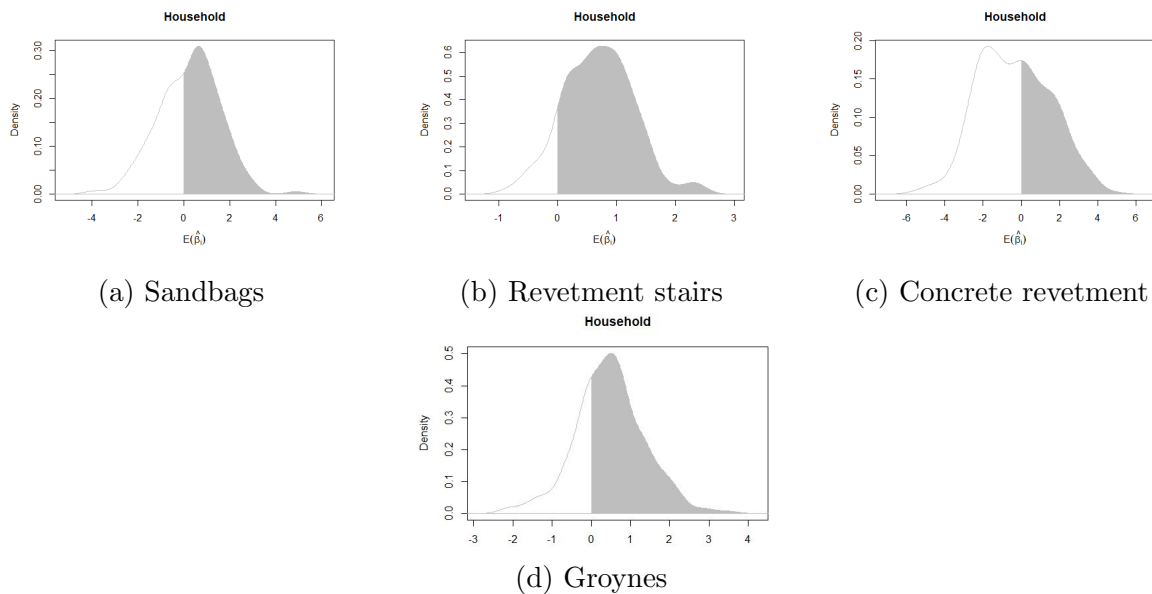 Household
Density
0.00 0.10 0.20 0.30
-4 -2 0 2 4 6
E(β̂ᵢ)
(a) Sandbags
Household
Density
0.0 0.1 0.2 0.3 0.4 0.5 0.6
-1 0 1 2 3
E(β̂ᵢ)
(b) Revetment stairs
Household
Density
0.00 0.05 0.10 0.15 0.20
-6 -4 -2 0 2 4 6
E(β̂ᵢ)
(c) Concrete revetment
Household
Density
0.0 0.1 0.2 0.3 0.4 0.5
-3 -2 -1 0 1 2 3 4
(d) Groynes